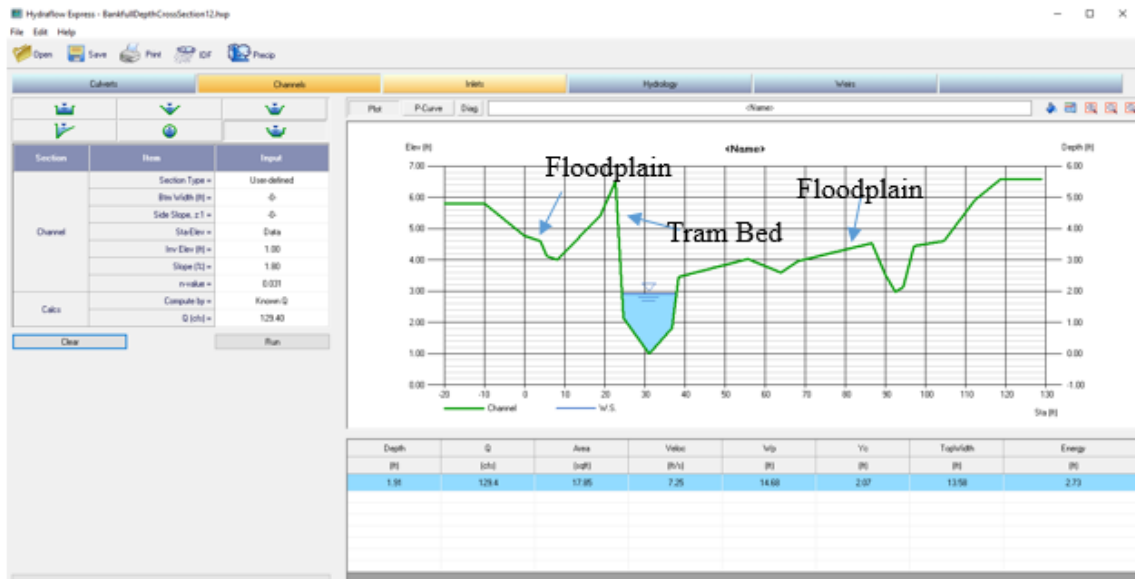 Hydraflow Express - BankfullDepthCrossSection12.hxp
File Edit Help
Open Save Print IDF Precip
Culverts Channels Inlets Hydrology Weirs
Plot P-Curve Diag <Name>
Section Item Input
Section Type = User-defined
Btm Width (ft) = -0-
Side Slope, z:1 = -0-
Channel Sta-Elev = Data
Inv Elev (ft) = 1.00
Slope (%) = 1.80
n-value = 0.031
Calcs Compute by = Known Q
Q (cfs) = 129.40
Clear Run
Elev (ft) <Name> Depth (ft)
7.00 6.00
Floodplain
6.00 Floodplain 5.00
5.00 Tram Bed 4.00
4.00 3.00
3.00 2.00
2.00 1.00
1.00 0.00
0.00 -1.00
-20 -10 0 10 20 30 40 50 60 70 80 90 100 110 120 130
Channel W.S. Sta (ft)
Depth Q Area Veloc Wp Yc TopWidth Energy
(ft) (cfs) (sqft) (ft/s) (ft) (ft) (ft) (ft)
1.91 129.4 17.85 7.25 14.68 2.07 13.58 2.73